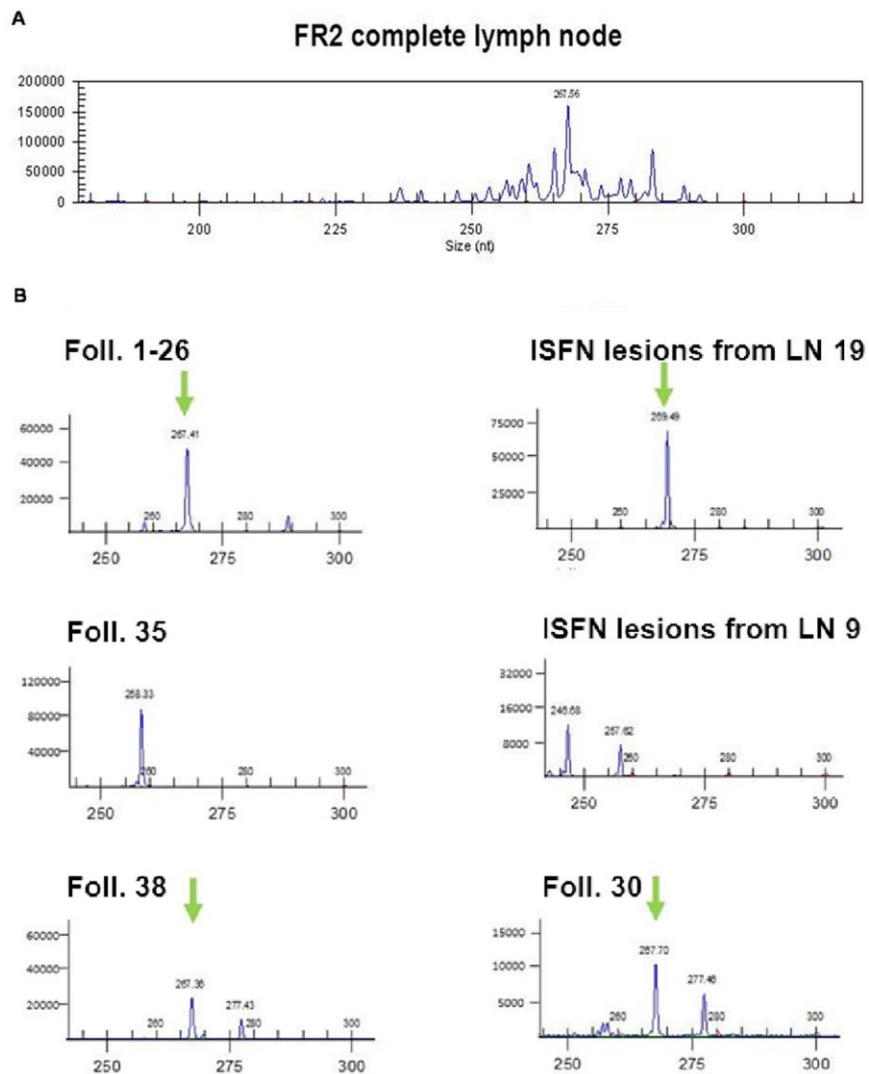 A
FR2 complete lymph node
200000
150000
100000
50000
0
267.56
200 225 250 275 300
Size (nt)
B
Foll. 1-26
60000
40000
20000
267.41
260 280 300
250 275 300
ISFN lesions from LN 19
75000
50000
25000
269.49
260 280 300
250 275 300
Foll. 35
120000
80000
40000
258.33
260 280 300
250 275 300
ISFN lesions from LN 9
32000
16000
8000
246.68
257.62
260 280 300
250 275 300
Foll. 38
60000
40000
20000
267.36
277.43
260 280 300
250 275 300
Foll. 30
15000
10000
5000
267.70
277.46
260 280 300
250 275 300